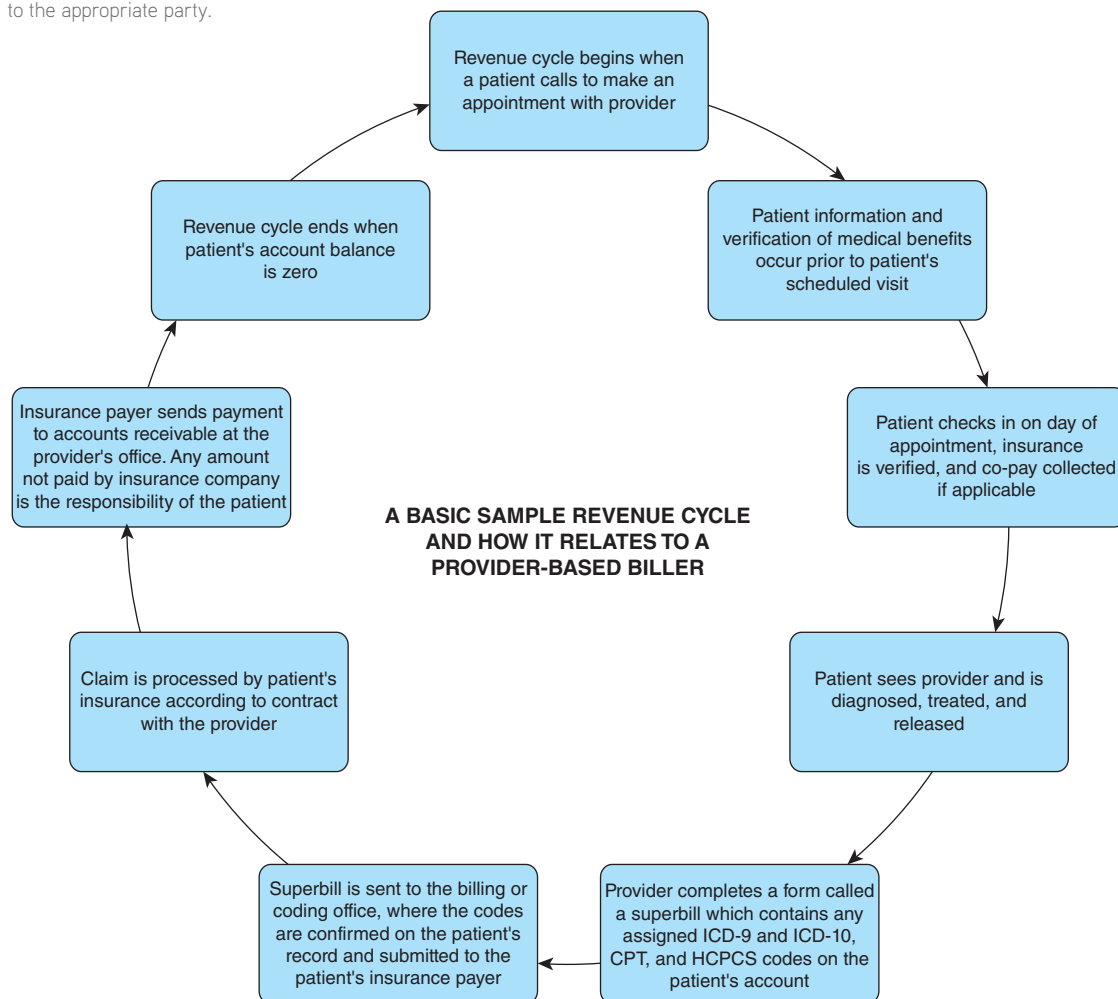 to the appropriate party.
Revenue cycle begins when
a patient calls to make an
appointment with provider
Patient information and
verification of medical benefits
occur prior to patient's
scheduled visit
Patient checks in on day of
appointment, insurance
is verified, and co-pay collected
if applicable
Patient sees provider and is
diagnosed, treated, and
released
Provider completes a form called
a superbill which contains any
assigned ICD-9 and ICD-10,
CPT, and HCPCS codes on the
patient's account
Superbill is sent to the billing or
coding office, where the codes
are confirmed on the patient's
record and submitted to the
patient's insurance payer
Claim is processed by patient's
insurance according to contract
with the provider
Insurance payer sends payment
to accounts receivable at the
provider's office. Any amount
not paid by insurance company
is the responsibility of the patient
Revenue cycle ends when
patient's account balance
is zero
A BASIC SAMPLE REVENUE CYCLE
AND HOW IT RELATES TO A
PROVIDER-BASED BILLER